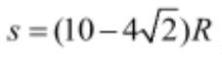 s = (10 – 4√2)R